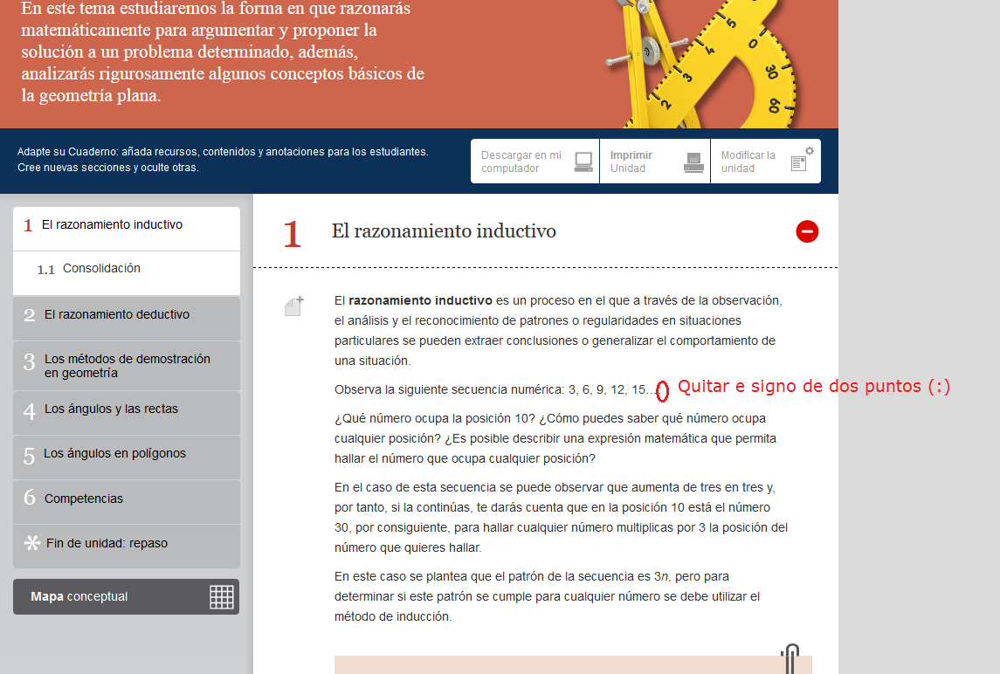 En este tema estudiaremos la forma en que razonarás
matemáticamente para argumentar y proponer la
solución a un problema determinado, además,
analizarás rigurosamente algunos conceptos básicos de
la geometría plana.
5
4
3
2
0
30
60
Adapte su Cuaderno: añada recursos, contenidos y anotaciones para los estudiantes.
Cree nuevas secciones y oculte otras.
Descargar en mi
computador
Imprimir
Unidad
Modificar la
unidad
1 El razonamiento inductivo
1.1 Consolidación
2 El razonamiento deductivo
3 Los métodos de demostración
en geometría
4 Los ángulos y las rectas
5 Los ángulos en polígonos
6 Competencias
* Fin de unidad: repaso
Mapa conceptual
1 El razonamiento inductivo
El razonamiento inductivo es un proceso en el que a través de la observación,
el análisis y el reconocimiento de patrones o regularidades en situaciones
particulares se pueden extraer conclusiones o generalizar el comportamiento de
una situación.
Observa la siguiente secuencia numérica: 3, 6, 9, 12, 15...
Quitar e signo de dos puntos (:)
¿Qué número ocupa la posición 10? ¿Cómo puedes saber qué número ocupa
cualquier posición? ¿Es posible describir una expresión matemática que permita
hallar el número que ocupa cualquier posición?
En el caso de esta secuencia se puede observar que aumenta de tres en tres y,
por tanto, si la continúas, te darás cuenta que en la posición 10 está el número
30, por consiguiente, para hallar cualquier número multiplicas por 3 la posición del
número que quieres hallar.
En este caso se plantea que el patrón de la secuencia es 3n, pero para
determinar si este patrón se cumple para cualquier número se debe utilizar el
método de inducción.